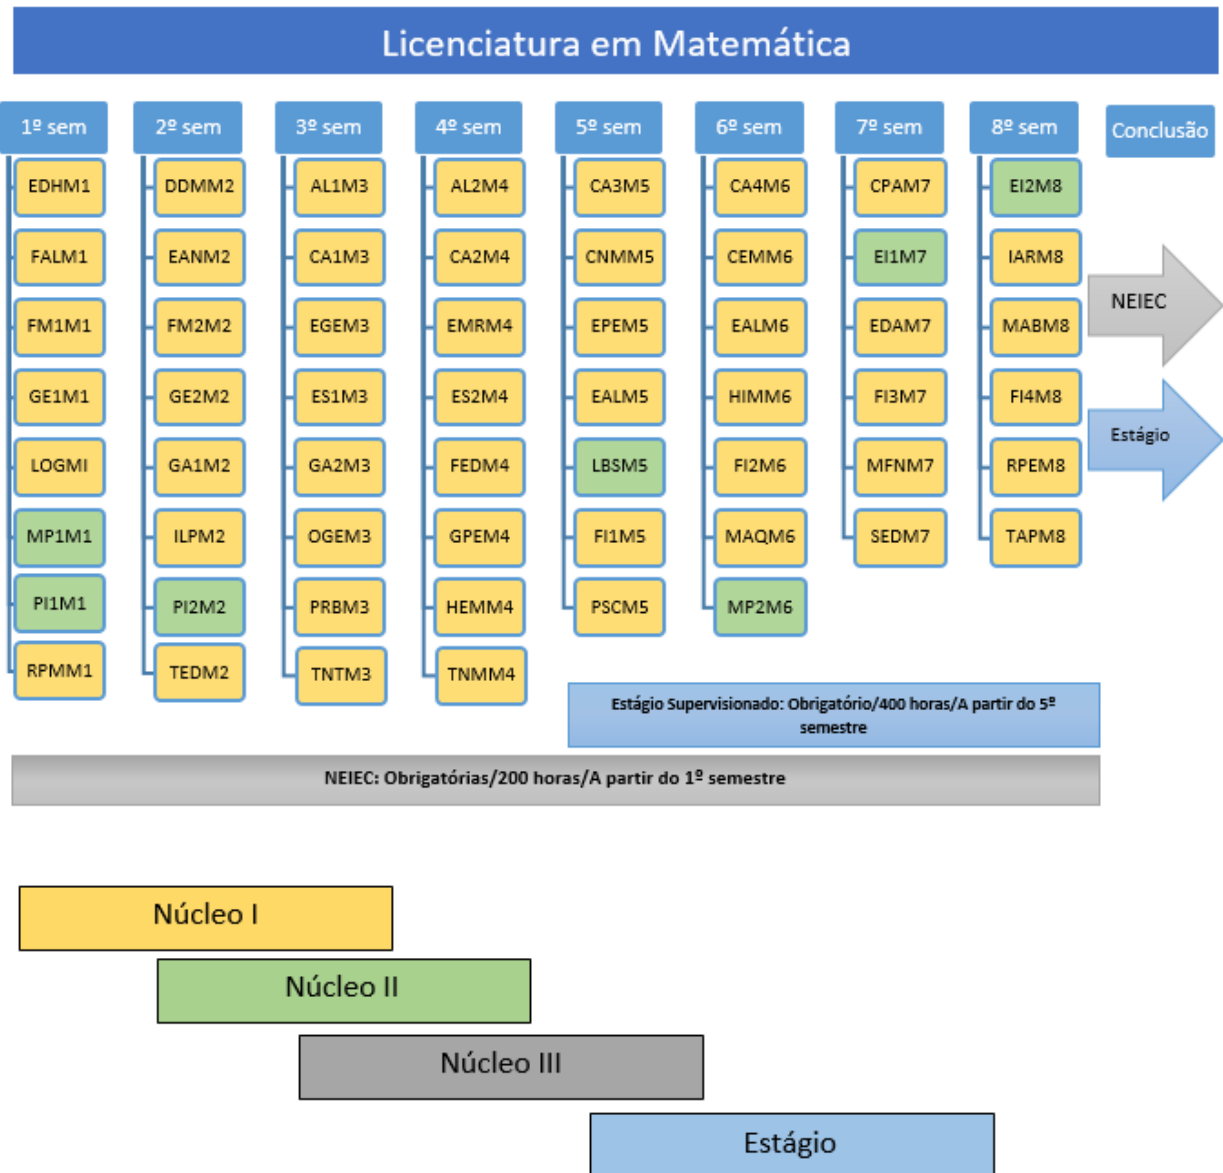 Licenciatura em Matemática
1º sem
2º sem
3º sem
4º sem
5º sem
6º sem
7º sem
8º sem
Conclusão
EDHM1
DDMM2
AL1M3
AL2M4
CA3M5
CA4M6
CPAM7
EI2M8
FALM1
EANM2
CA1M3
CA2M4
CNMM5
CEMM6
EI1M7
IARM8
NEIEC
FM1M1
FM2M2
EGEM3
EMRM4
EPEM5
EALM6
EDAM7
MABM8
GE1M1
GE2M2
ES1M3
ES2M4
EALM5
HIMM6
FI3M7
FI4M8
Estágio
LOGMI
GA1M2
GA2M3
FEDM4
LBSM5
FI2M6
MFNM7
RPEM8
MP1M1
ILPM2
OGEM3
GPEM4
FI1M5
MAQM6
SEDM7
TAPM8
PI1M1
PI2M2
PRBM3
HEMM4
PSCM5
MP2M6
RPMM1
TEDM2
TNTM3
TNMM4
Estágio Supervisionado: Obrigatório/400 horas/A partir do 5º
semestre
NEIEC: Obrigatórias/200 horas/A partir do 1º semestre
Núcleo I
Núcleo II
Núcleo III
Estágio